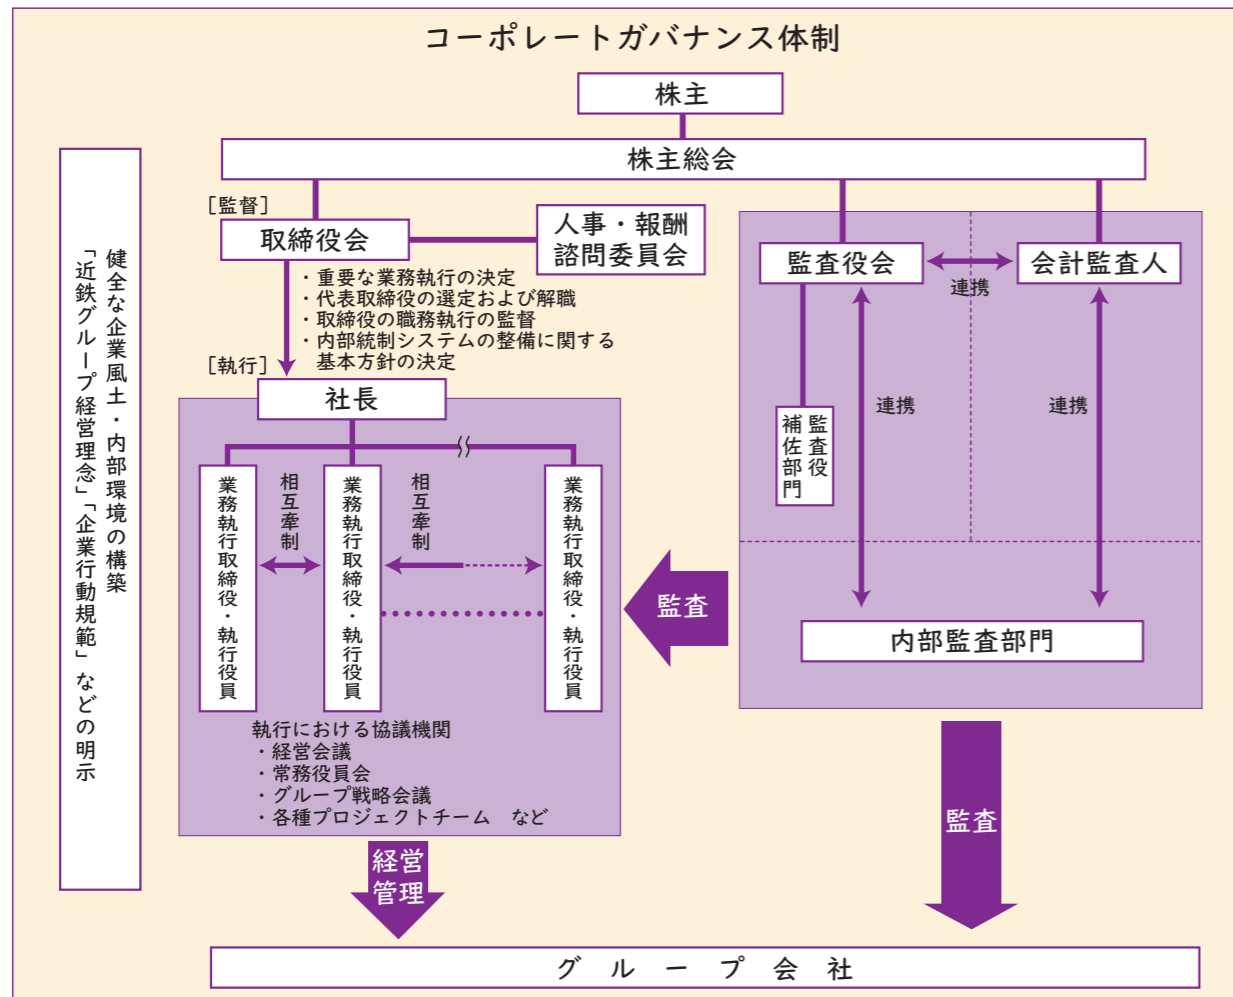 コーポレートガバナンス体制
株主
株主総会
健全な企業風土・内部環境の構築
「近鉄グループ経営理念」「企業行動規範」などの明示
[監督]
取締役会
人事・報酬
諮問委員会
・重要な業務執行の決定
・代表取締役の選定および解職
・取締役の職務執行の監督
・内部統制システムの整備に関する
基本方針の決定
[執行]
社長
業務執行取締役・執行役員
相互牽制
業務執行取締役・執行役員
相互牽制
業務執行取締役・執行役員
執行における協議機関
・経営会議
・常務役員会
・グループ戦略会議
・各種プロジェクトチーム　など
監査役会
連携
会計監査人
監査役
補佐部門
連携
連携
内部監査部門
監査
監査
経営
管理
グループ会社